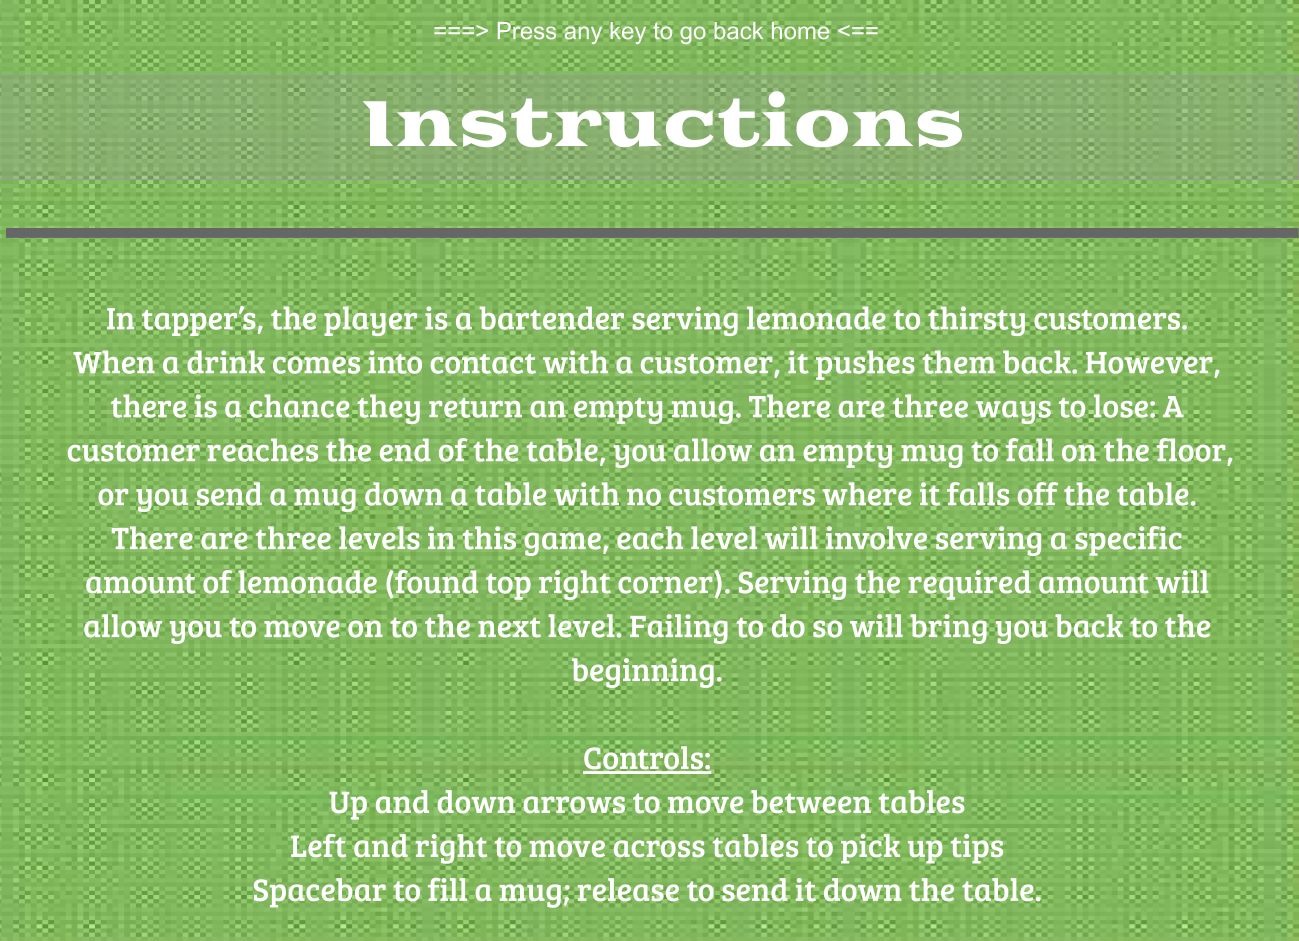 ===> Press any key to go back home <==
Instructions
In tapper's, the player is a bartender serving lemonade to thirsty customers.
When a drink comes into contact with a customer, it pushes them back. However,
there is a chance they return an empty mug. There are three ways to lose: A
customer reaches the end of the table, you allow an empty mug to fall on the floor,
or you send a mug down a table with no customers where it falls off the table.
There are three levels in this game, each level will involve serving a specific
amount of lemonade (found top right corner). Serving the required amount will
allow you to move on to the next level. Failing to do so will bring you back to the
beginning.
Controls:
Up and down arrows to move between tables
Left and right to move across tables to pick up tips
Spacebar to fill a mug; release to send it down the table.